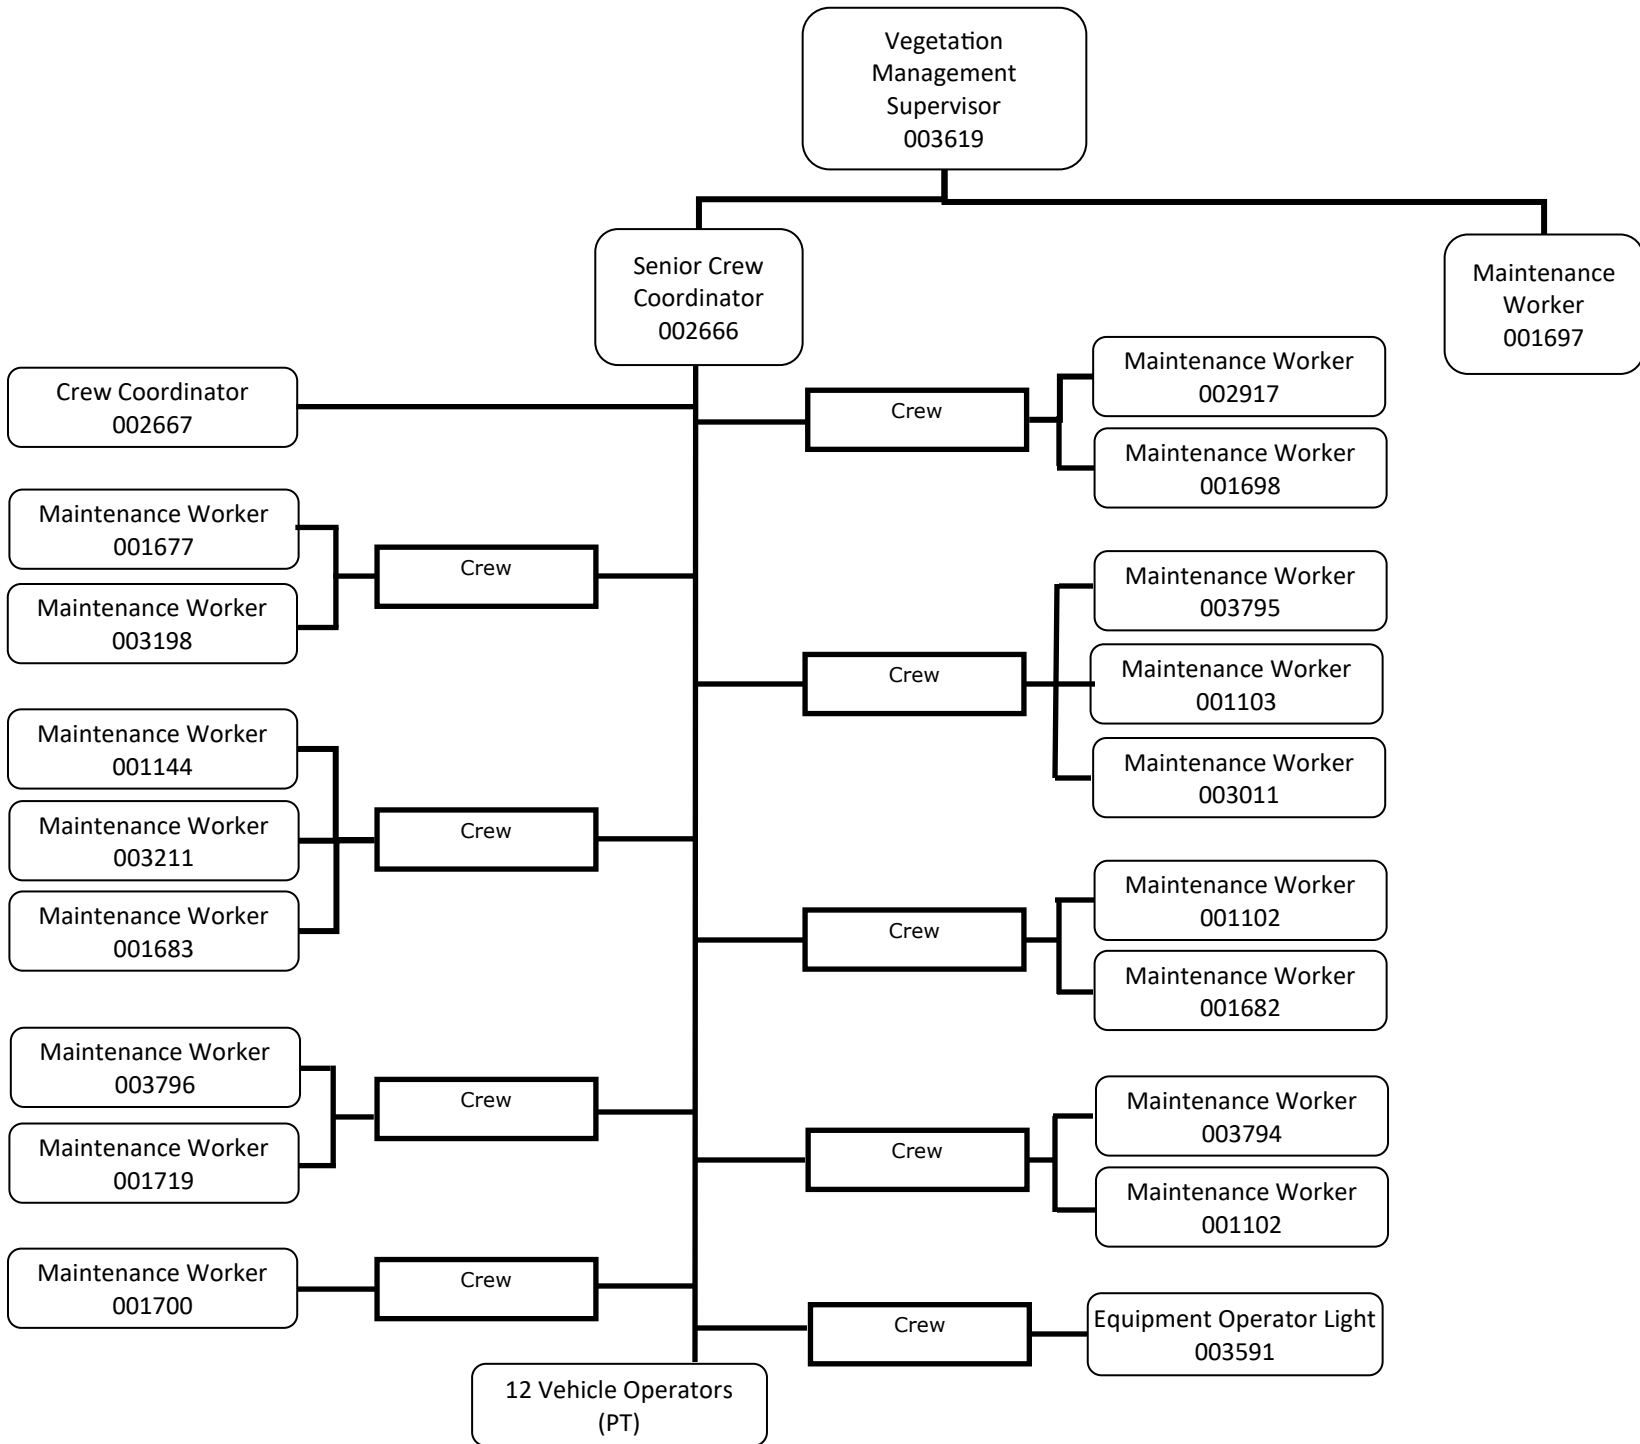 Vegetation
Management
Supervisor
003619
Senior Crew
Coordinator
002666
Maintenance
Worker
001697
Crew Coordinator
002667
Maintenance Worker
001677
Maintenance Worker
003198
Crew
Maintenance Worker
001144
Maintenance Worker
003211
Maintenance Worker
001683
Crew
Maintenance Worker
003796
Maintenance Worker
001719
Crew
Maintenance Worker
001700
Crew
Crew
Maintenance Worker
002917
Maintenance Worker
001698
Crew
Maintenance Worker
003795
Maintenance Worker
001103
Maintenance Worker
003011
Crew
Maintenance Worker
001102
Maintenance Worker
001682
Crew
Maintenance Worker
003794
Maintenance Worker
001102
Crew
Equipment Operator Light
003591
12 Vehicle Operators
(PT)